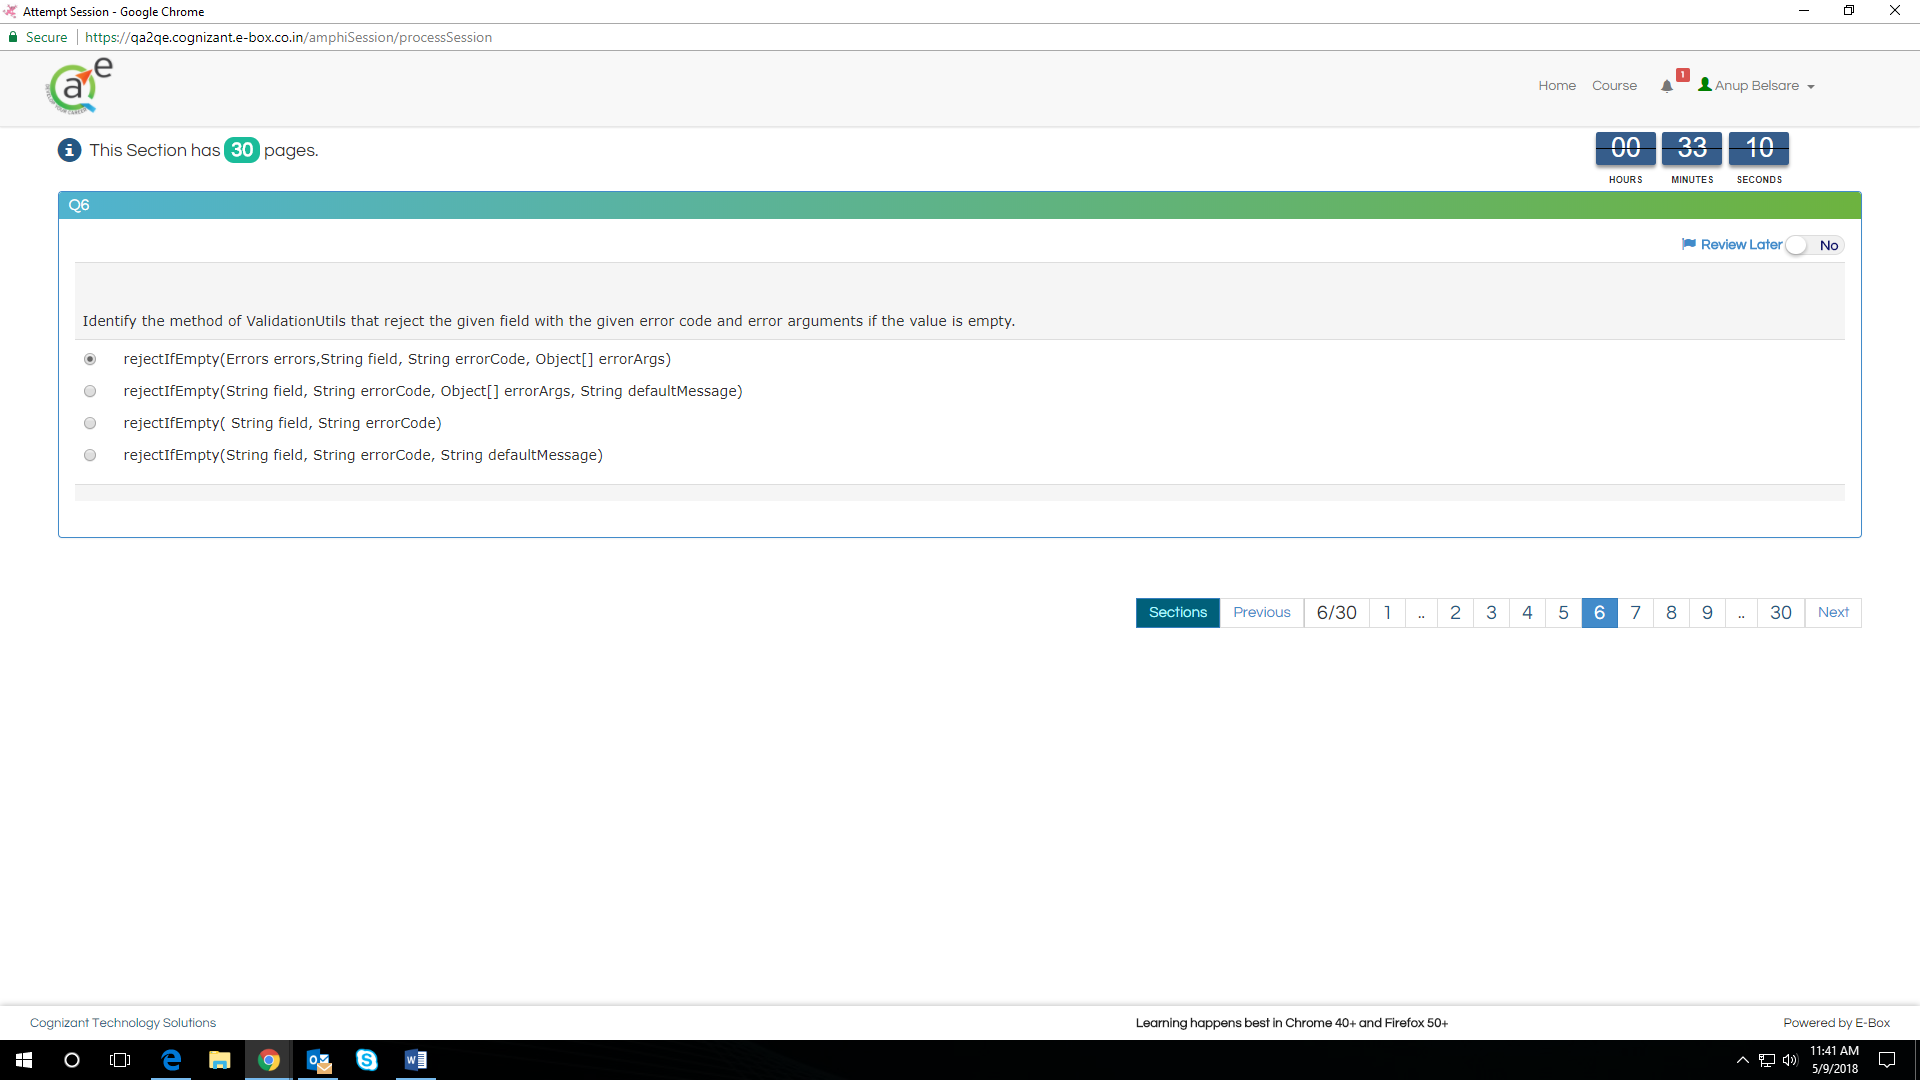 Attempt Session - Google Chrome
Secure https://qa2qe.cognizant.e-box.co.in/amphiSession/processSession
a e
Home Course 1 Anup Belsare
This Section has 30 pages.
00 33 10
HOURS MINUTES SECONDS
Q6
Review Later No
Identify the method of ValidationUtils that reject the given field with the given error code and error arguments if the value is empty.
rejectIfEmpty(Errors errors,String field, String errorCode, Object[] errorArgs)
rejectIfEmpty(String field, String errorCode, Object[] errorArgs, String defaultMessage)
rejectIfEmpty( String field, String errorCode)
rejectIfEmpty(String field, String errorCode, String defaultMessage)
Sections Previous 6/30 1 .. 2 3 4 5 6 7 8 9 .. 30 Next
Cognizant Technology Solutions
Learning happens best in Chrome 40+ and Firefox 50+
Powered by E-Box
11:41 AM
5/9/2018